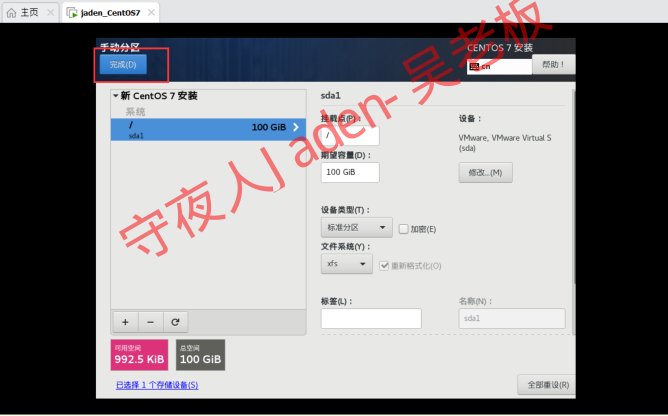 主页 jaden_CentOS7
手动分区 CENTOS 7 安装
完成(D) cn 帮助！
新 CentOS 7 安装 sda1
系统
/ 100 GiB
sda1
挂载点(P)： 设备：
/ VMware, VMware Virtual S (sda)
期望容量(D)：
100 GiB 修改...(M)
设备类型(T)：
标准分区 加密(E)
文件系统(Y)：
xfs 重新格式化(O)
标签(L)： 名称(N)：
sda1
+ −
可用空间 总空间
992.5 KiB 100 GiB
已选择 1 个存储设备(S) 全部重设(R)
守夜人Jaden-吴老板